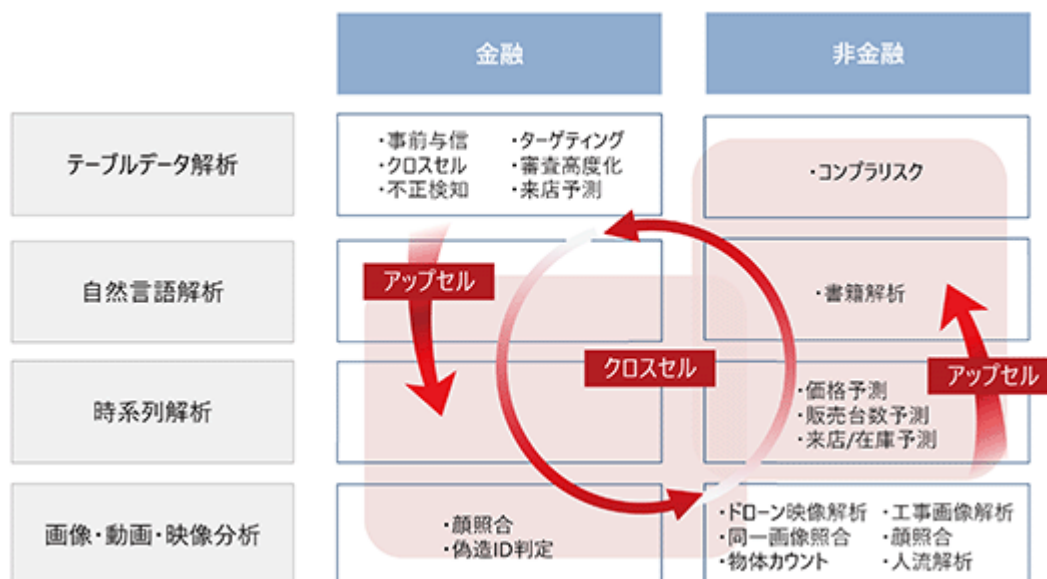 金融
非金融
テーブルデータ解析
・事前与信
・クロスセル
・不正検知
・ターゲティング
・審査高度化
・来店予測
・コンプラリスク
自然言語解析
アップセル
・書籍解析
時系列解析
クロスセル
・価格予測
・販売台数予測
・来店/在庫予測
アップセル
画像・動画・映像分析
・顔照合
・偽造ID判定
・ドローン映像解析
・同一画像照合
・物体カウント
・工事画像解析
・顔照合
・人流解析